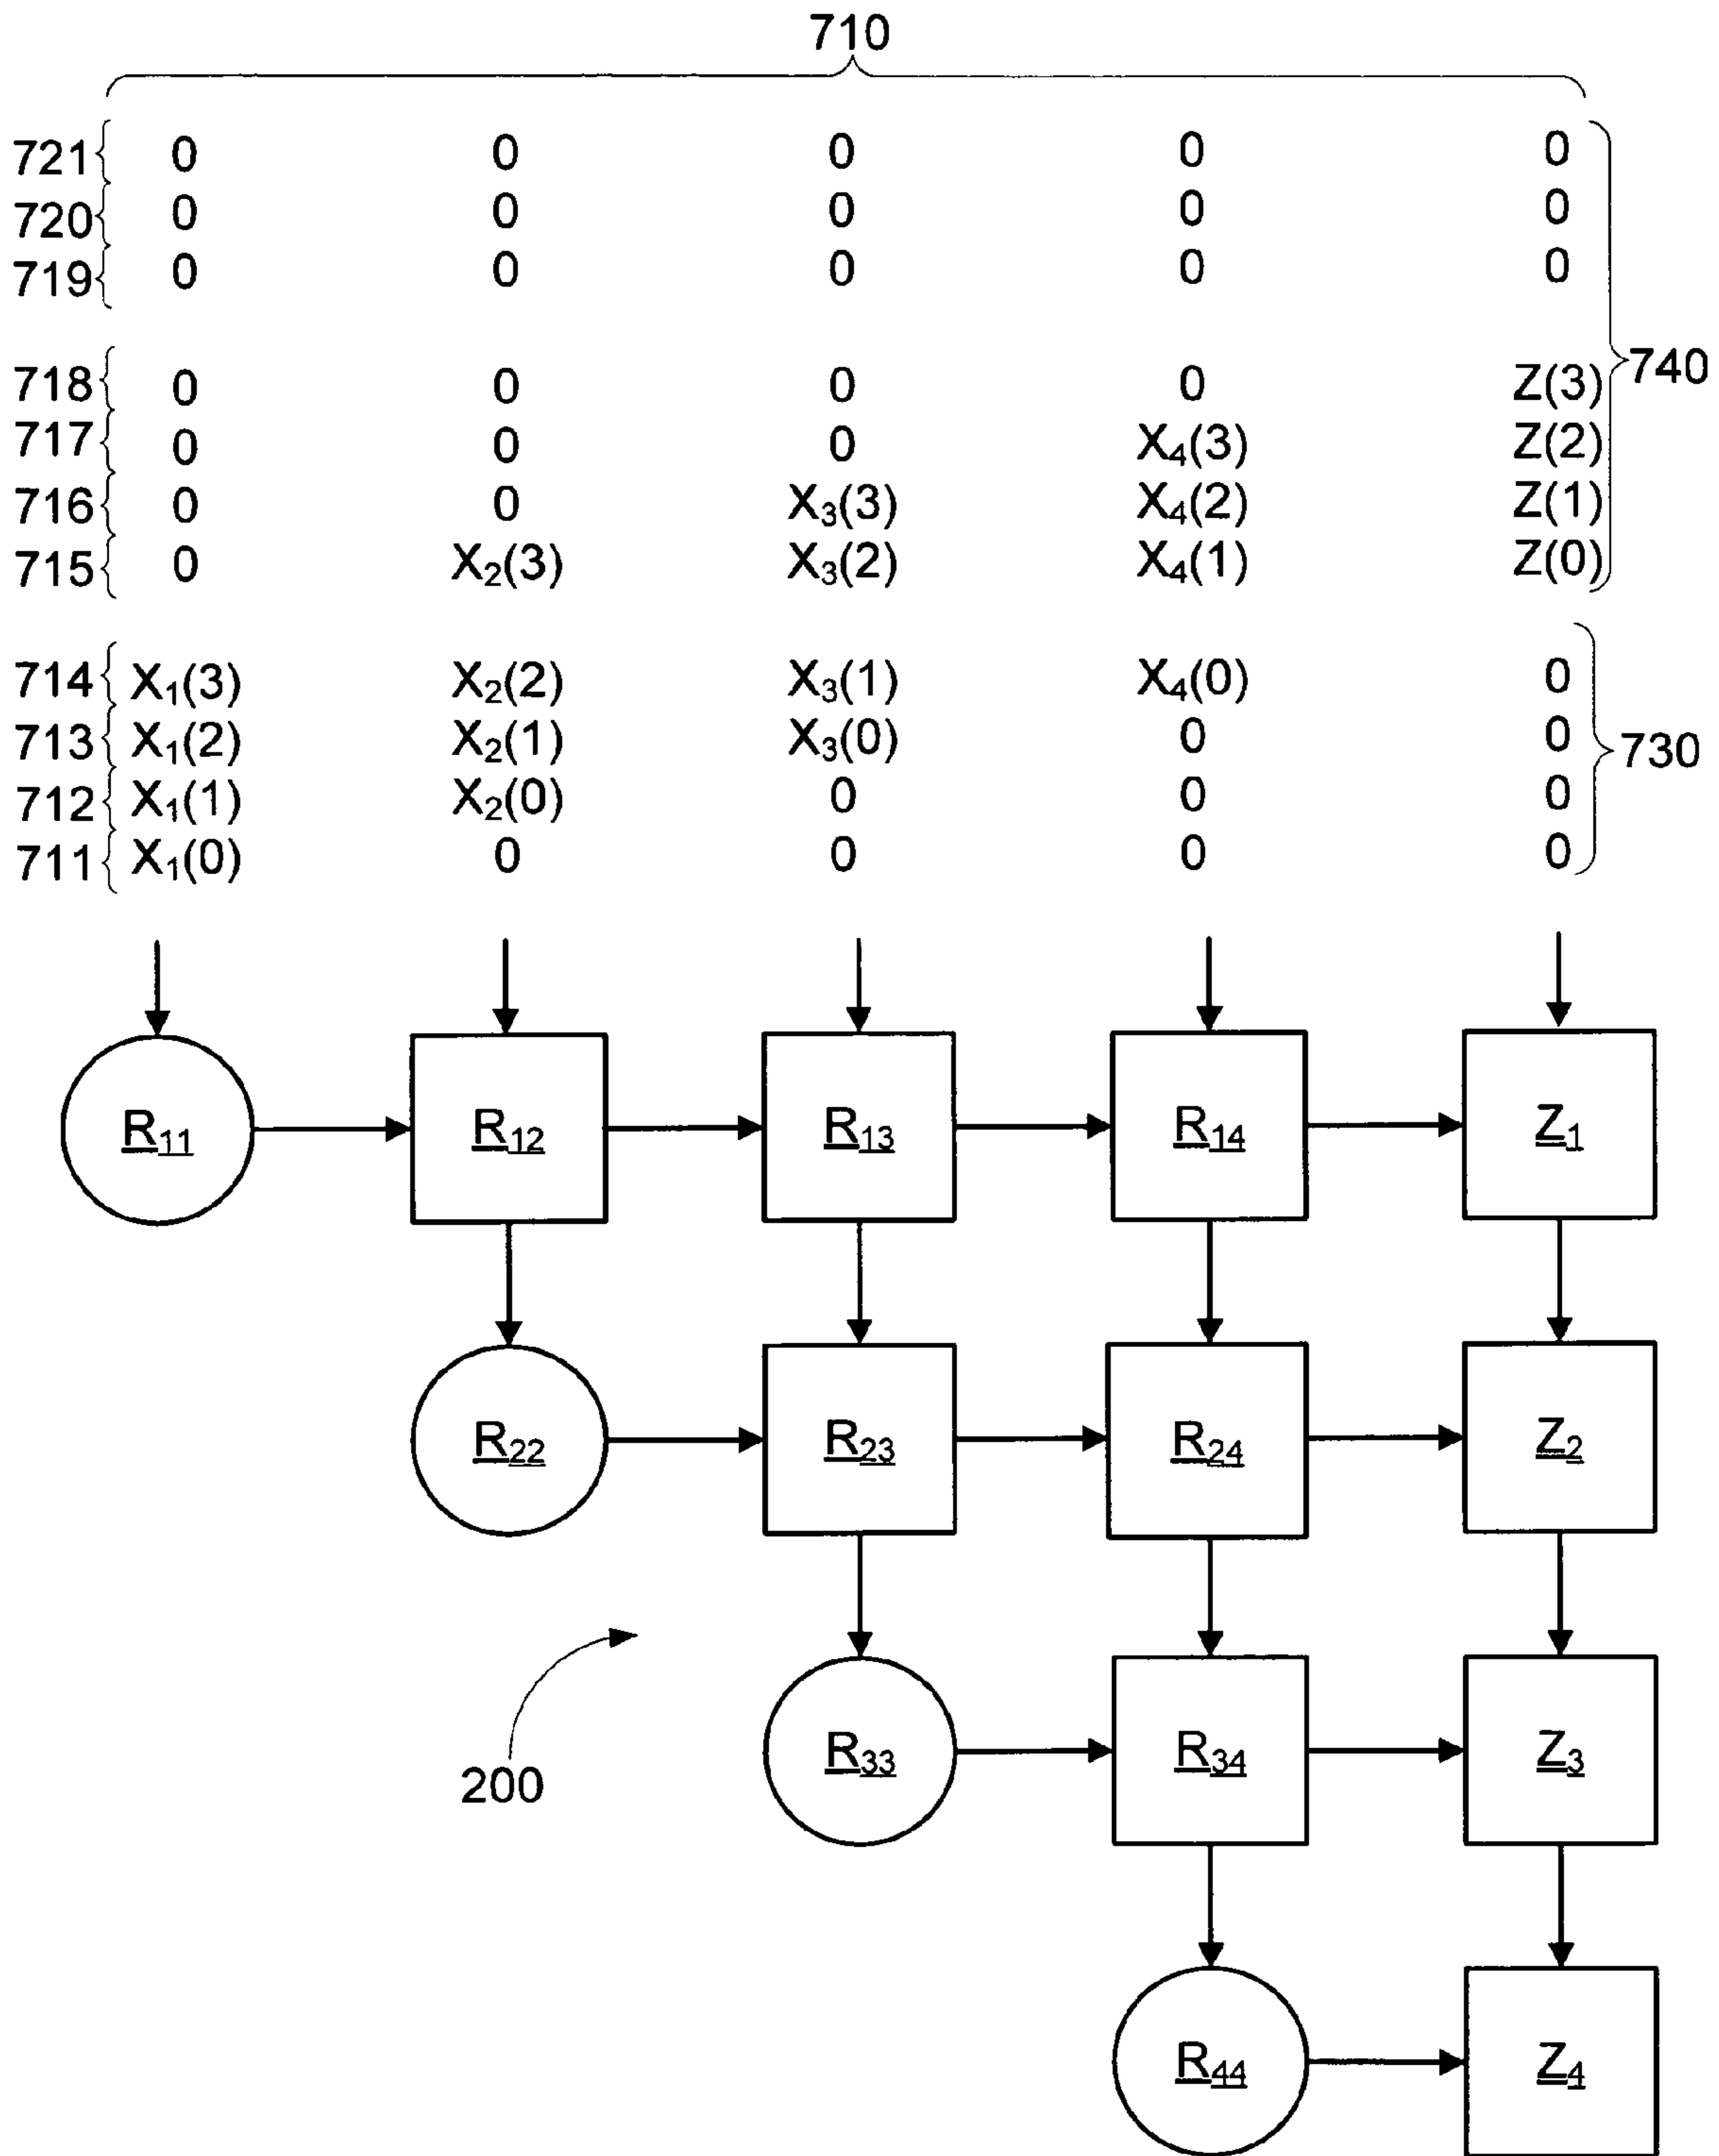 710
721 0 0 0 0 0
720 0 0 0 0 0
719 0 0 0 0 0
718 0 0 0 0 Z(3) 740
717 0 0 0 X₄(3) Z(2)
716 0 0 X₃(3) X₄(2) Z(1)
715 0 X₂(3) X₃(2) X₄(1) Z(0)
714 X₁(3) X₂(2) X₃(1) X₄(0) 0
713 X₁(2) X₂(1) X₃(0) 0 0 730
712 X₁(1) X₂(0) 0 0 0
711 X₁(0) 0 0 0 0
R₁₁ R₁₂ R₁₃ R₁₄ Z₁
R₂₂ R₂₃ R₂₄ Z₂
R₃₃ R₃₄ Z₃
200
R₄₄ Z₄